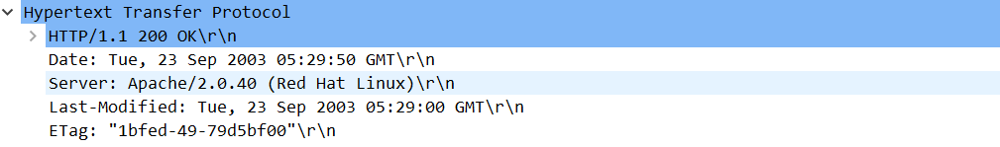 Hypertext Transfer Protocol
HTTP/1.1 200 OK\r\n
Date: Tue, 23 Sep 2003 05:29:50 GMT\r\n
Server: Apache/2.0.40 (Red Hat Linux)\r\n
Last-Modified: Tue, 23 Sep 2003 05:29:00 GMT\r\n
ETag: "1bfed-49-79d5bf00"\r\n